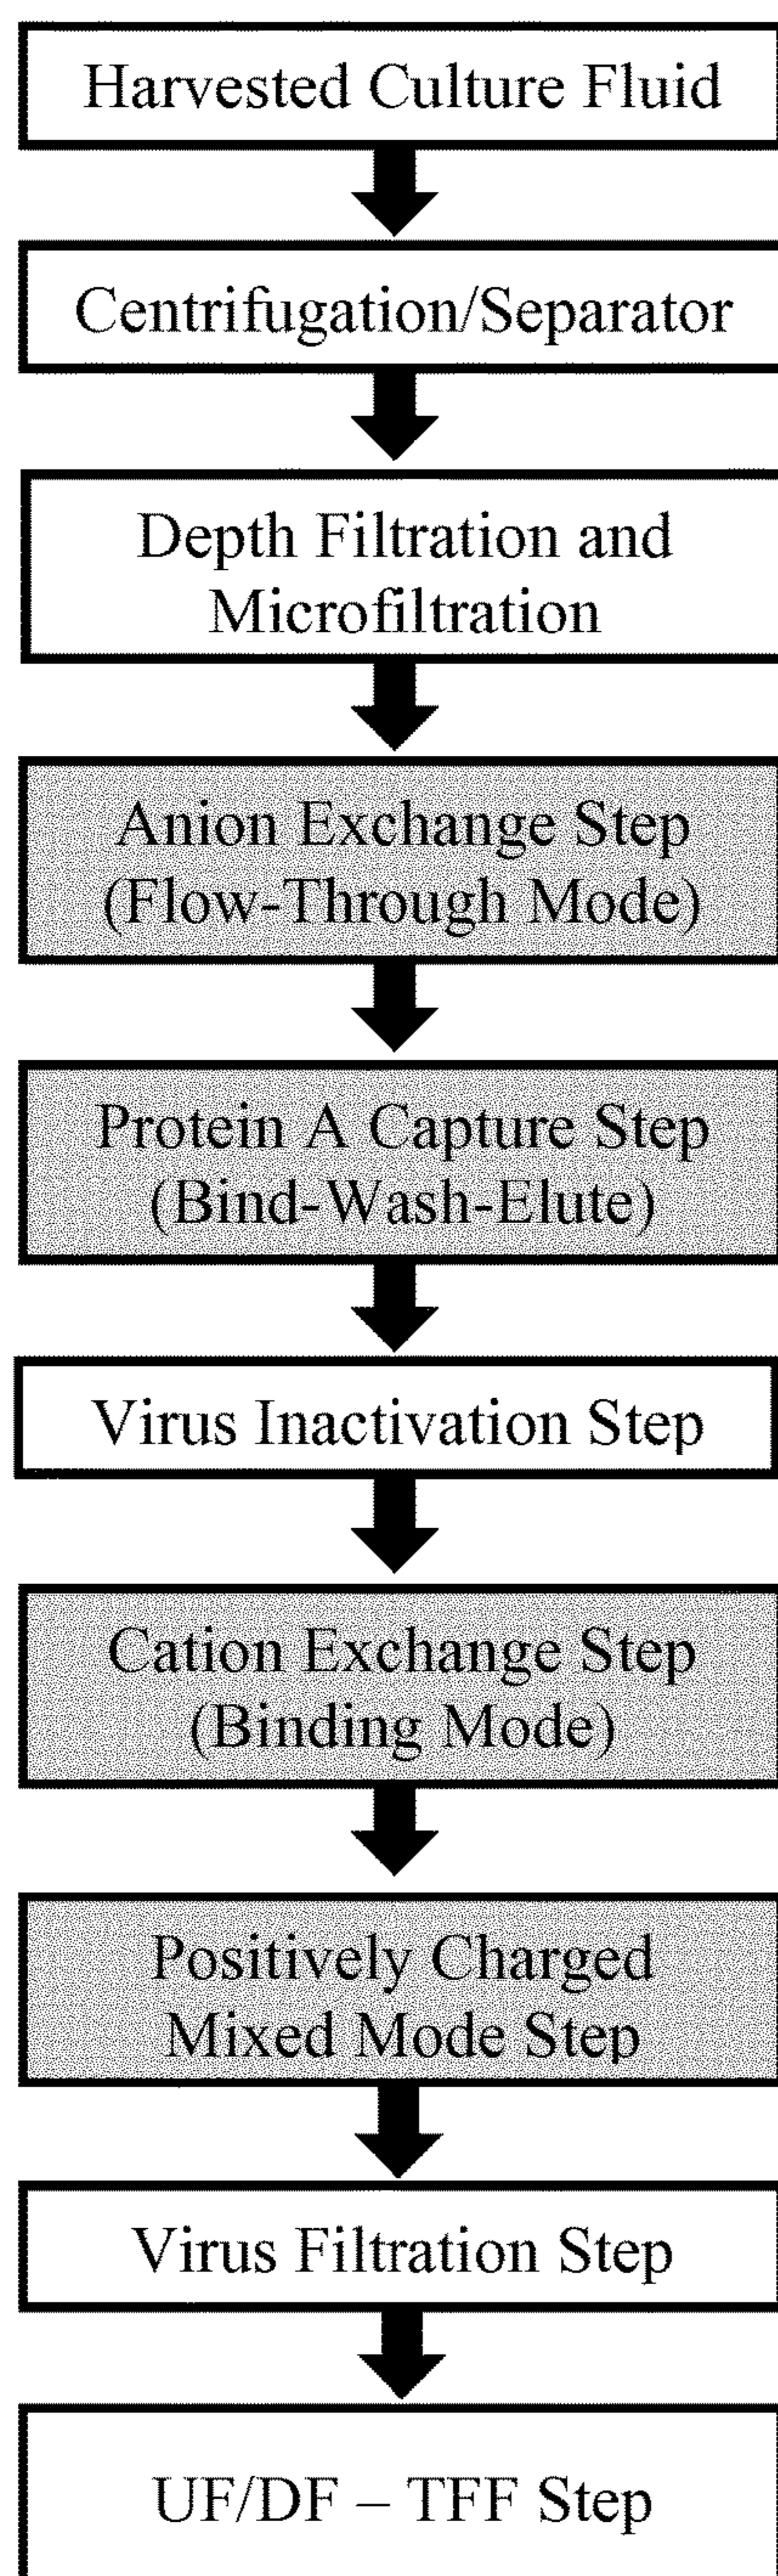 Harvested Culture Fluid
Centrifugation/Separator
Depth Filtration and
Microfiltration
Anion Exchange Step
(Flow-Through Mode)
Protein A Capture Step
(Bind-Wash-Elute)
Virus Inactivation Step
Cation Exchange Step
(Binding Mode)
Positively Charged
Mixed Mode Step
Virus Filtration Step
UF/DF – TFF Step